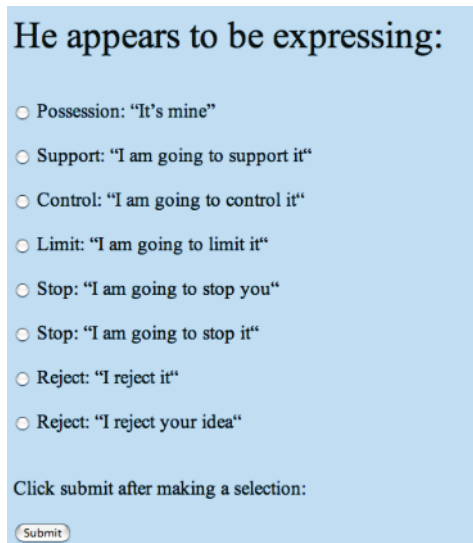 He appears to be expressing:
Possession: “It’s mine”
Support: “I am going to support it“
Control: “I am going to control it“
Limit: “I am going to limit it“
Stop: “I am going to stop you“
Stop: “I am going to stop it“
Reject: “I reject it“
Reject: “I reject your idea“
Click submit after making a selection:
Submit